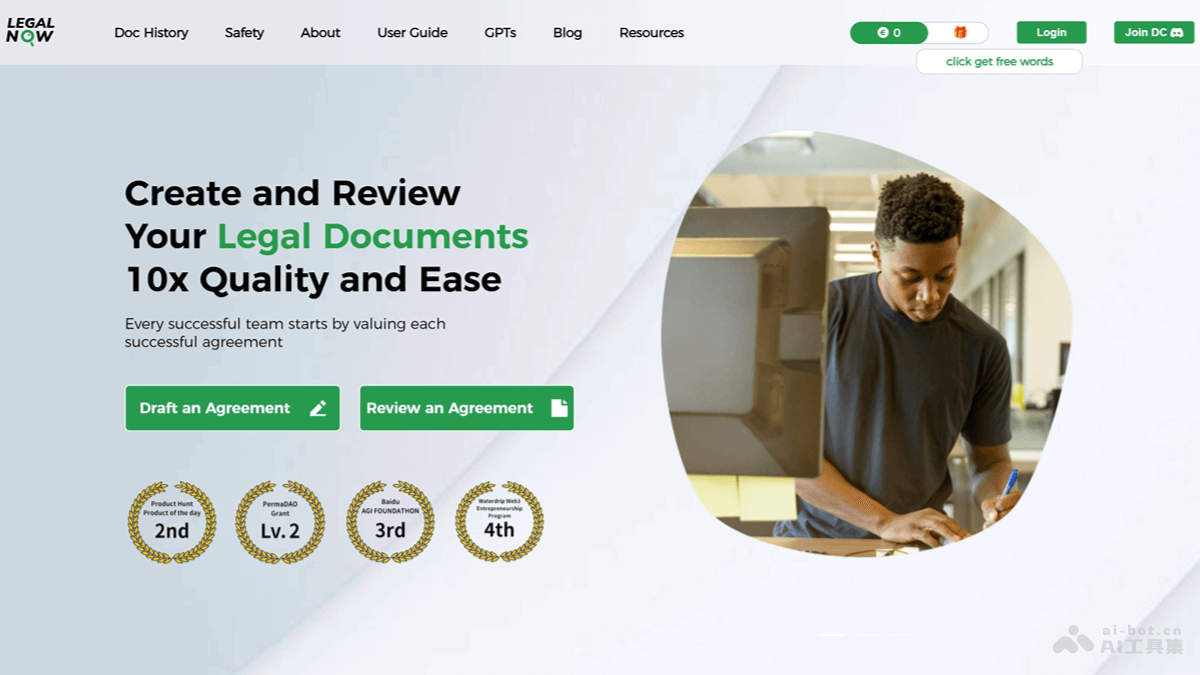 LEGAL
NOW
Doc History
Safety
About
User Guide
GPTs
Blog
Resources
0
Login
Join DC
click get free words
Create and Review
Your Legal Documents
10x Quality and Ease
Every successful team starts by valuing each
successful agreement
Draft an Agreement
Review an Agreement
Product Hunt
Product of the day
2nd
PermaDAO
Grant
Lv. 2
Baidu
AGI FOUNDATHON
3rd
Waterdrip Web3
Entrepreneurship
Program
4th
ai-bot.cn
AI工具集